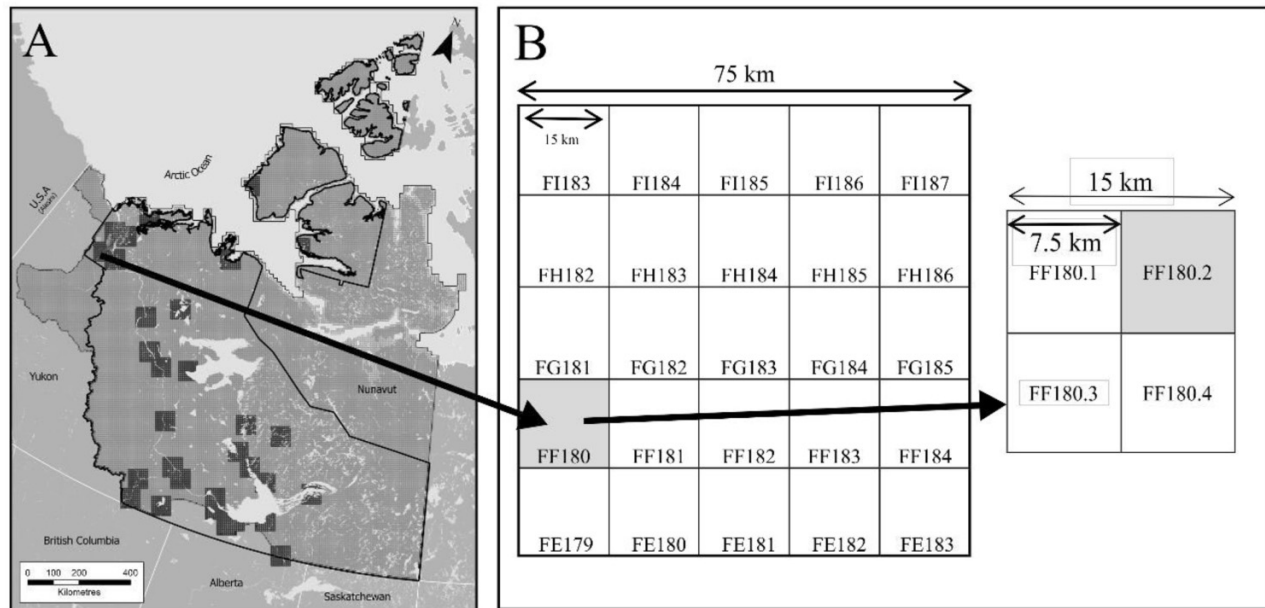 A
N
Arctic Ocean
U.S.A
(Alaska)
Yukon
Nunavut
British Columbia
Alberta
Saskatchewan
0 100 200 400
Kilometres
B
75 km
15 km
FI183 FI184 FI185 FI186 FI187
FH182 FH183 FH184 FH185 FH186
FG181 FG182 FG183 FG184 FG185
FF180 FF181 FF182 FF183 FF184
FE179 FE180 FE181 FE182 FE183
15 km
7.5 km
FF180.1 FF180.2
FF180.3 FF180.4